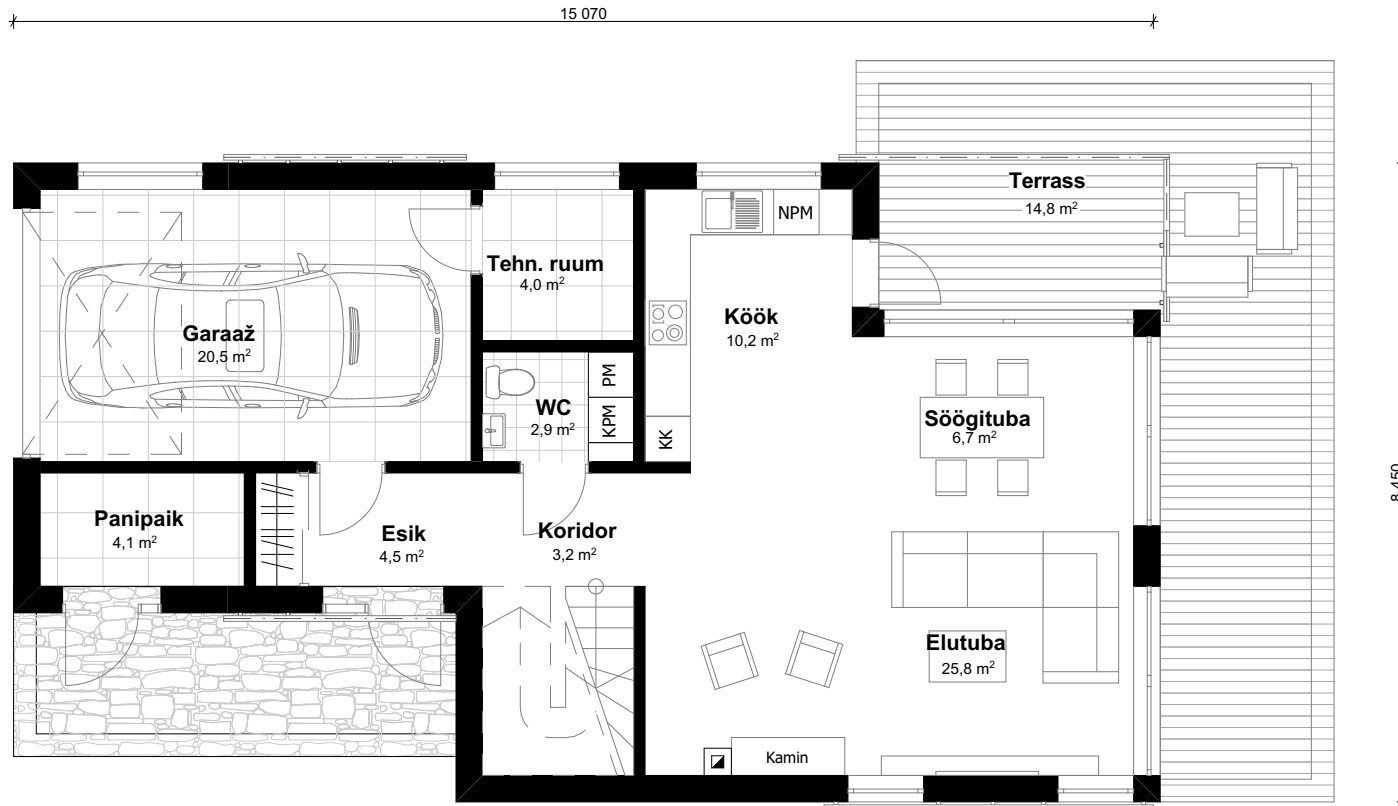 15 070
Terrass
14,8 m²
NPM
Tehn. ruum
4,0 m²
Köök
10,2 m²
Garaaž
20,5 m²
PM
WC
2,9 m²
KPM
KK
Söögituba
6,7 m²
8 450
Panipaik
4,1 m²
Esik
4,5 m²
Koridor
3,2 m²
Elutuba
25,8 m²
Kamin